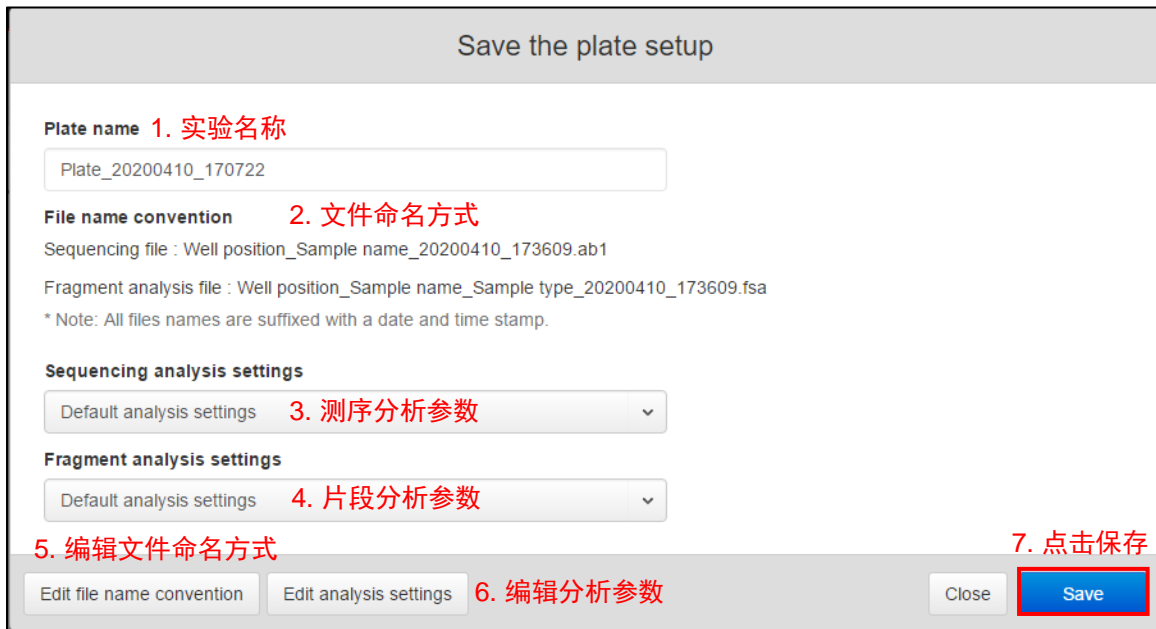 Save the plate setup
Plate name 1. 实验名称
Plate_20200410_170722
File name convention 2. 文件命名方式
Sequencing file : Well position_Sample name_20200410_173609.ab1
Fragment analysis file : Well position_Sample name_Sample type_20200410_173609.fsa
* Note: All files names are suffixed with a date and time stamp.
Sequencing analysis settings
Default analysis settings 3. 测序分析参数
Fragment analysis settings
Default analysis settings 4. 片段分析参数
5. 编辑文件命名方式 7. 点击保存
Edit file name convention Edit analysis settings 6. 编辑分析参数 Close Save